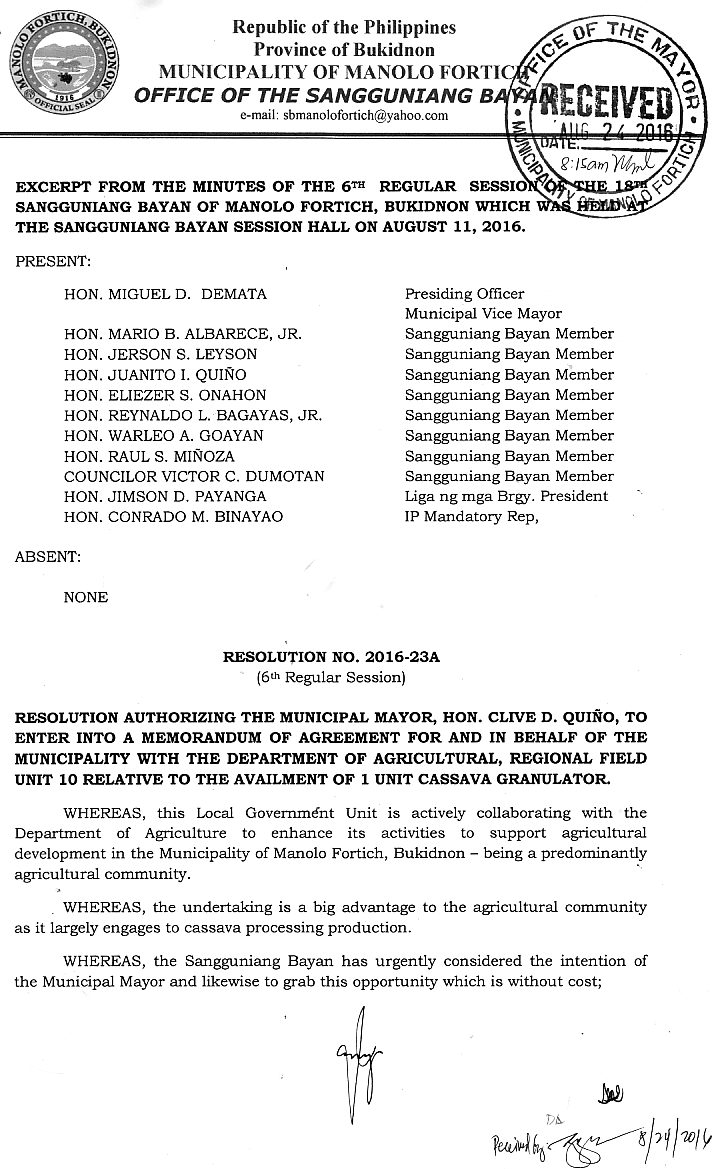 MANOLO FORTICH, BUKIDNON
1916
OFFICIAL SEAL
Republic of the Philippines
Province of Bukidnon
MUNICIPALITY OF MANOLO FORTICH
OFFICE OF THE SANGGUNIANG BAYAN
e-mail: sbmanolofortich@yahoo.com
OFFICE OF THE MAYOR
RECEIVED
AUG 24 2016
DATE:
8:15am
MUNICIPALITY OF MANOLO FORTICH
EXCERPT FROM THE MINUTES OF THE 6TH REGULAR SESSION OF THE 18TH
SANGGUNIANG BAYAN OF MANOLO FORTICH, BUKIDNON WHICH WAS HELD AT
THE SANGGUNIANG BAYAN SESSION HALL ON AUGUST 11, 2016.
PRESENT:
HON. MIGUEL D. DEMATA Presiding Officer
Municipal Vice Mayor
HON. MARIO B. ALBARECE, JR. Sangguniang Bayan Member
HON. JERSON S. LEYSON Sangguniang Bayan Member
HON. JUANITO I. QUIÑO Sangguniang Bayan Member
HON. ELIEZER S. ONAHON Sangguniang Bayan Member
HON. REYNALDO L. BAGAYAS, JR. Sangguniang Bayan Member
HON. WARLEO A. GOAYAN Sangguniang Bayan Member
HON. RAUL S. MIÑOZA Sangguniang Bayan Member
COUNCILOR VICTOR C. DUMOTAN Sangguniang Bayan Member
HON. JIMSON D. PAYANGA Liga ng mga Brgy. President
HON. CONRADO M. BINAYAO IP Mandatory Rep,
ABSENT:
NONE
RESOLUTION NO. 2016-23A
(6th Regular Session)
RESOLUTION AUTHORIZING THE MUNICIPAL MAYOR, HON. CLIVE D. QUIÑO, TO
ENTER INTO A MEMORANDUM OF AGREEMENT FOR AND IN BEHALF OF THE
MUNICIPALITY WITH THE DEPARTMENT OF AGRICULTURAL, REGIONAL FIELD
UNIT 10 RELATIVE TO THE AVAILMENT OF 1 UNIT CASSAVA GRANULATOR.
WHEREAS, this Local Government Unit is actively collaborating with the
Department of Agriculture to enhance its activities to support agricultural
development in the Municipality of Manolo Fortich, Bukidnon – being a predominantly
agricultural community.
WHEREAS, the undertaking is a big advantage to the agricultural community
as it largely engages to cassava processing production.
WHEREAS, the Sangguniang Bayan has urgently considered the intention of
the Municipal Mayor and likewise to grab this opportunity which is without cost;
DA
Received by: 8/24/2016